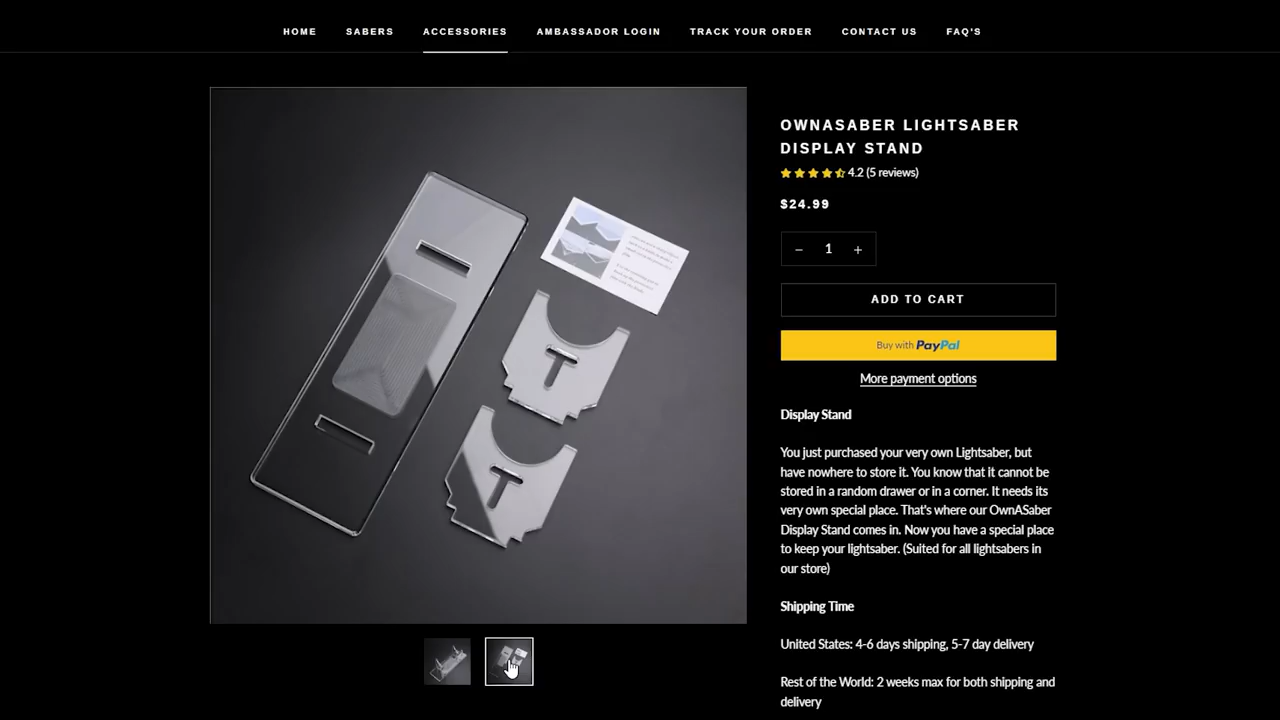 HOME SABERS ACCESSORIES AMBASSADOR LOGIN TRACK YOUR ORDER CONTACT US FAQ'S
OWNASABER LIGHTSABER
DISPLAY STAND
4.2 (5 reviews)
$24.99
− 1 +
ADD TO CART
Buy with PayPal
More payment options
Display Stand
You just purchased your very own Lightsaber, but
have nowhere to store it. You know that it cannot be
stored in a random drawer or in a corner. It needs its
very own special place. That's where our OwnASaber
Display Stand comes in. Now you have a special place
to keep your lightsaber. (Suited for all lightsabers in
our store)
Shipping Time
United States: 4-6 days shipping, 5-7 day delivery
Rest of the World: 2 weeks max for both shipping and
delivery